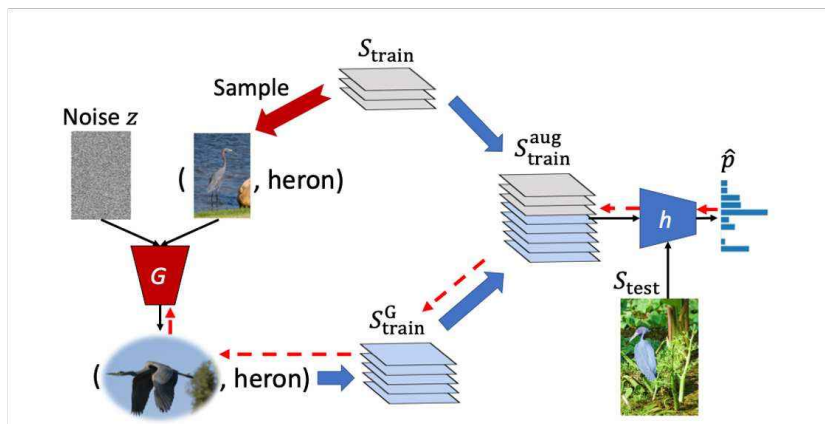 S_train
Sample
Noise z
( , heron)
S_train^aug
p̂
h
G
S_test
S_train^G
( , heron)